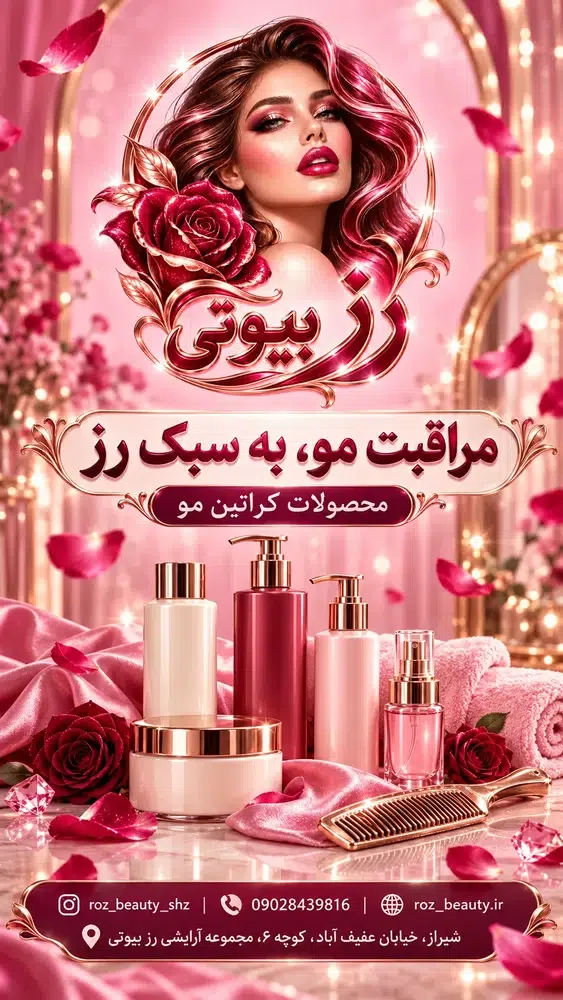 رز بیوتی
مراقبت مو، به سبک رز
محصولات کراتین مو
roz_beauty_shz | 09028439816 | roz_beauty.ir
شیراز، خیابان عفیف آباد، کوچه ۶، مجموعه آرایشی رز بیوتی